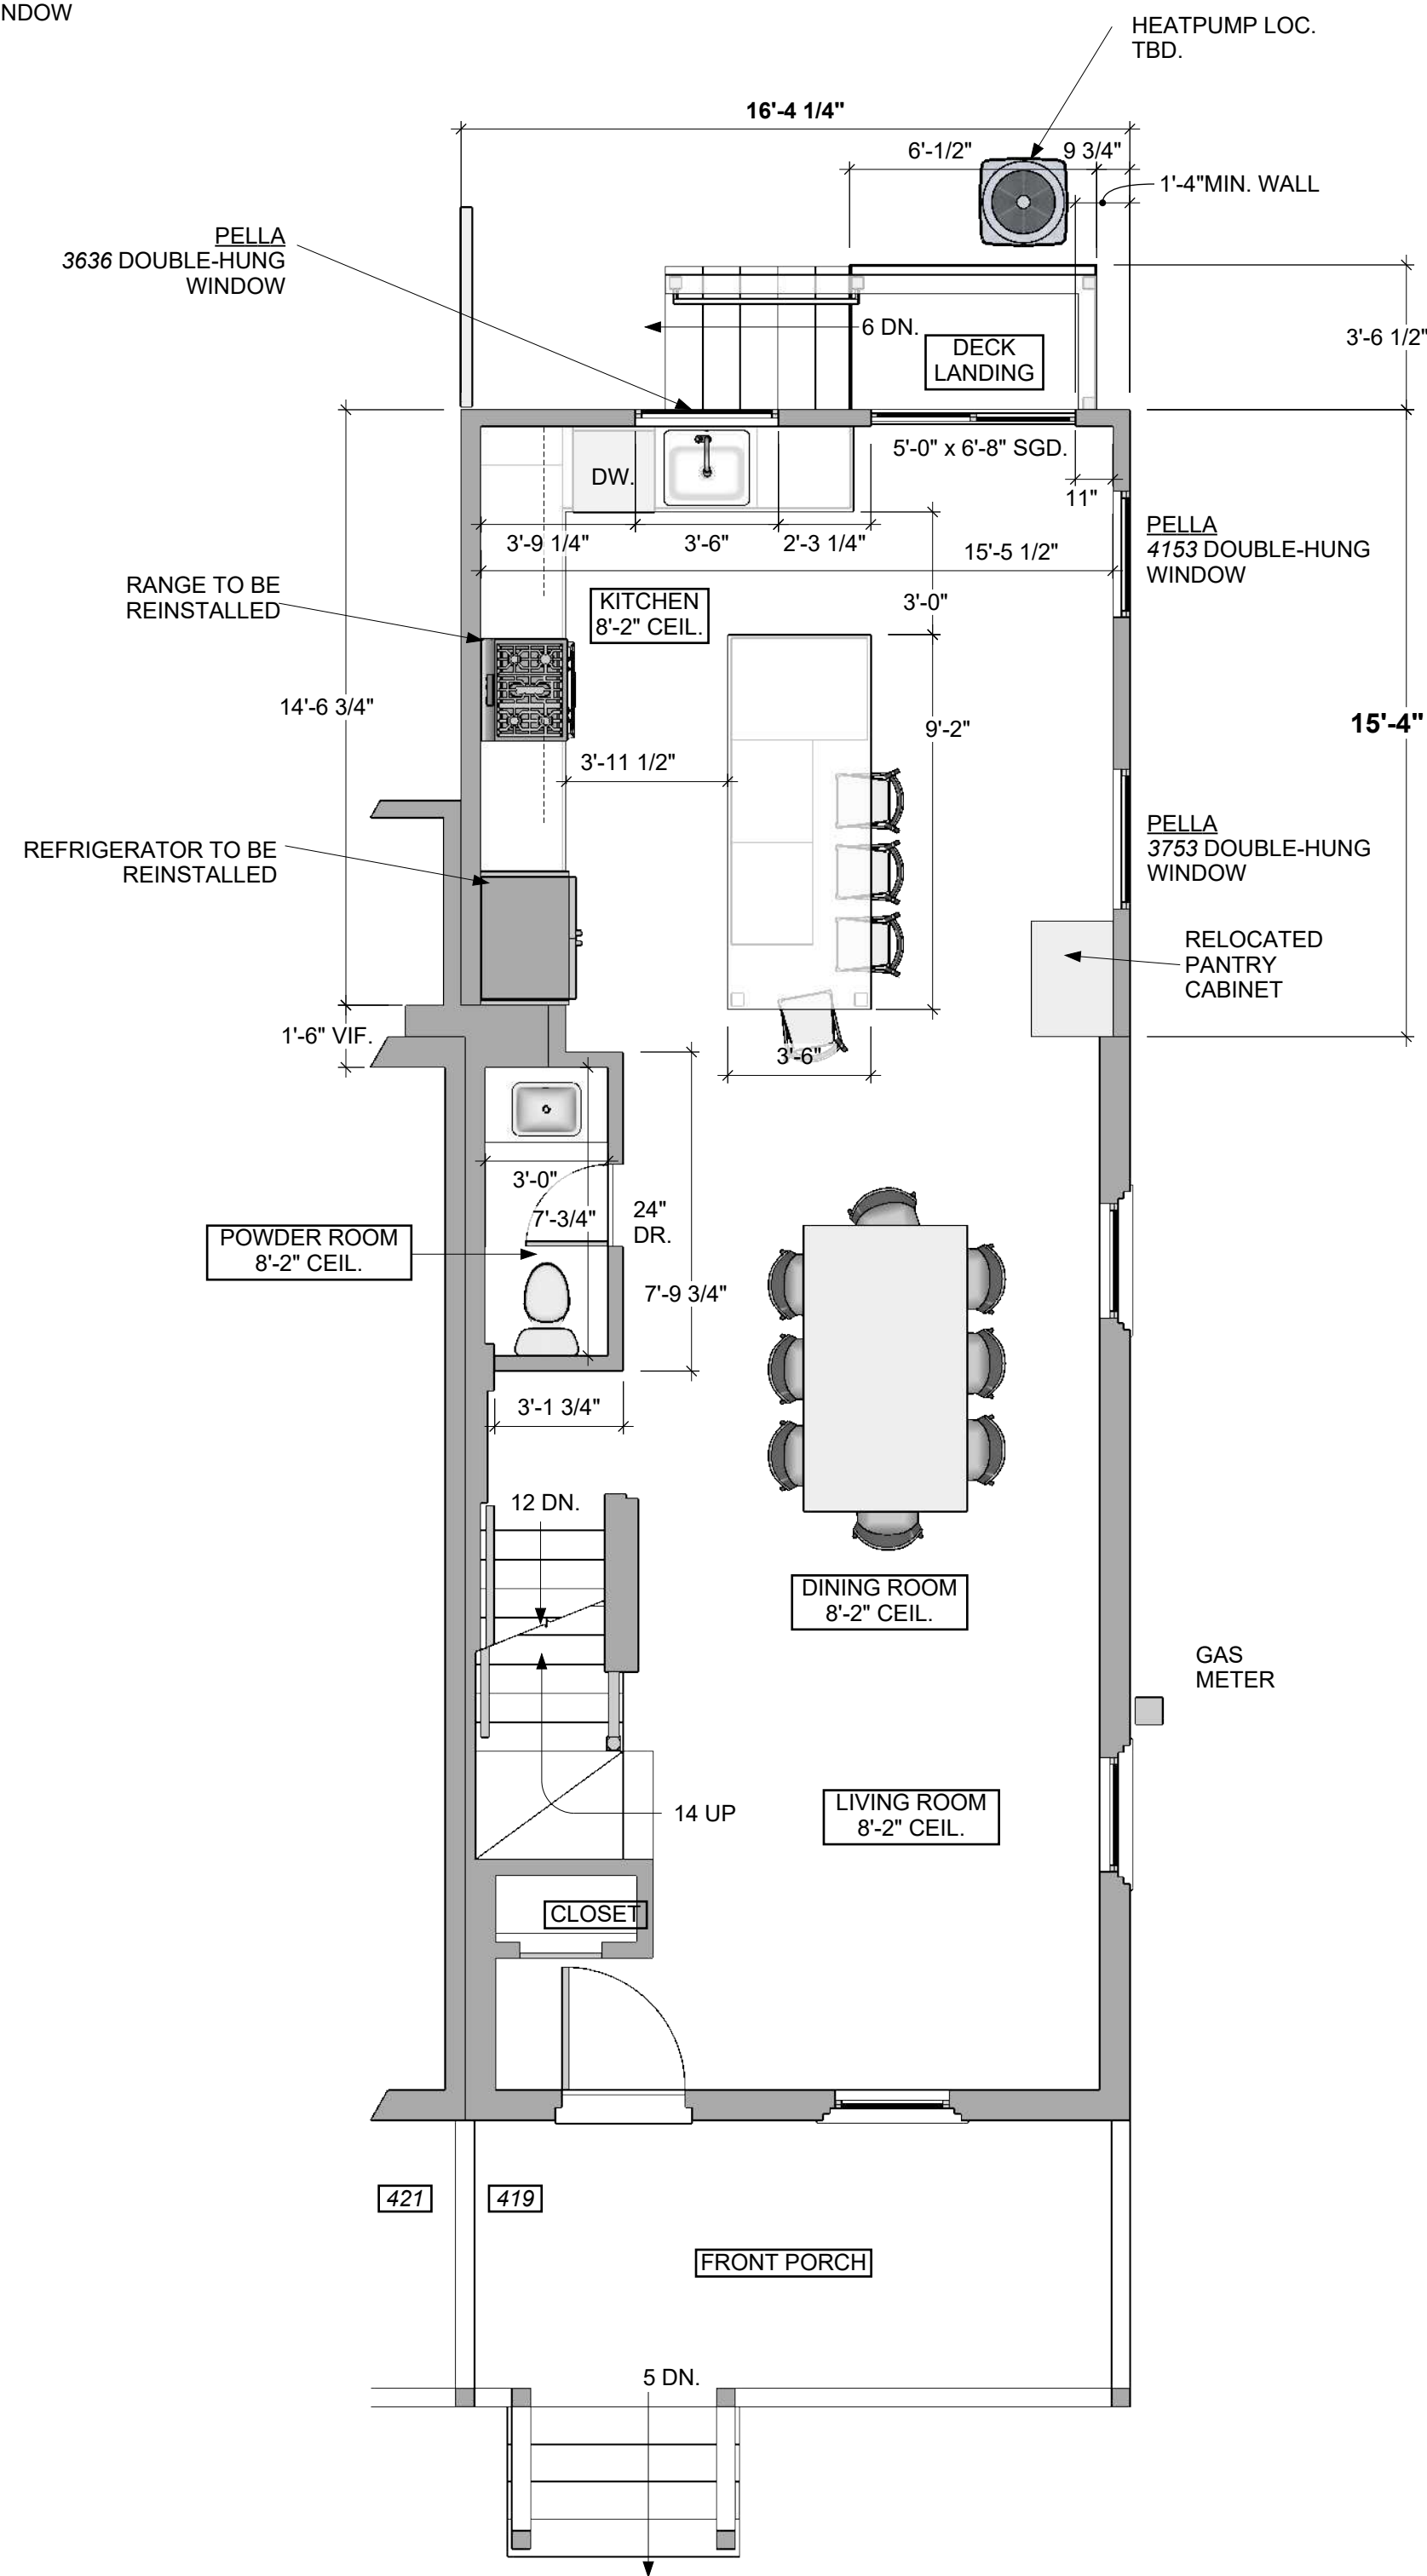 NDOW
HEATPUMP LOC.
TBD.
16'-4 1/4"
6'-1/2"
9 3/4"
1'-4"MIN. WALL
PELLA
3636 DOUBLE-HUNG
WINDOW
6 DN.
DECK
LANDING
3'-6 1/2"
DW.
5'-0" x 6'-8" SGD.
11"
3'-9 1/4"
3'-6"
2'-3 1/4"
15'-5 1/2"
PELLA
4153 DOUBLE-HUNG
WINDOW
RANGE TO BE
REINSTALLED
KITCHEN
8'-2" CEIL.
3'-0"
14'-6 3/4"
9'-2"
15'-4"
3'-11 1/2"
REFRIGERATOR TO BE
REINSTALLED
PELLA
3753 DOUBLE-HUNG
WINDOW
RELOCATED
PANTRY
CABINET
1'-6" VIF.
3'-6"
3'-0"
7'-3/4"
24"
DR.
POWDER ROOM
8'-2" CEIL.
7'-9 3/4"
3'-1 3/4"
12 DN.
DINING ROOM
8'-2" CEIL.
GAS
METER
14 UP
LIVING ROOM
8'-2" CEIL.
CLOSET
421
419
FRONT PORCH
5 DN.